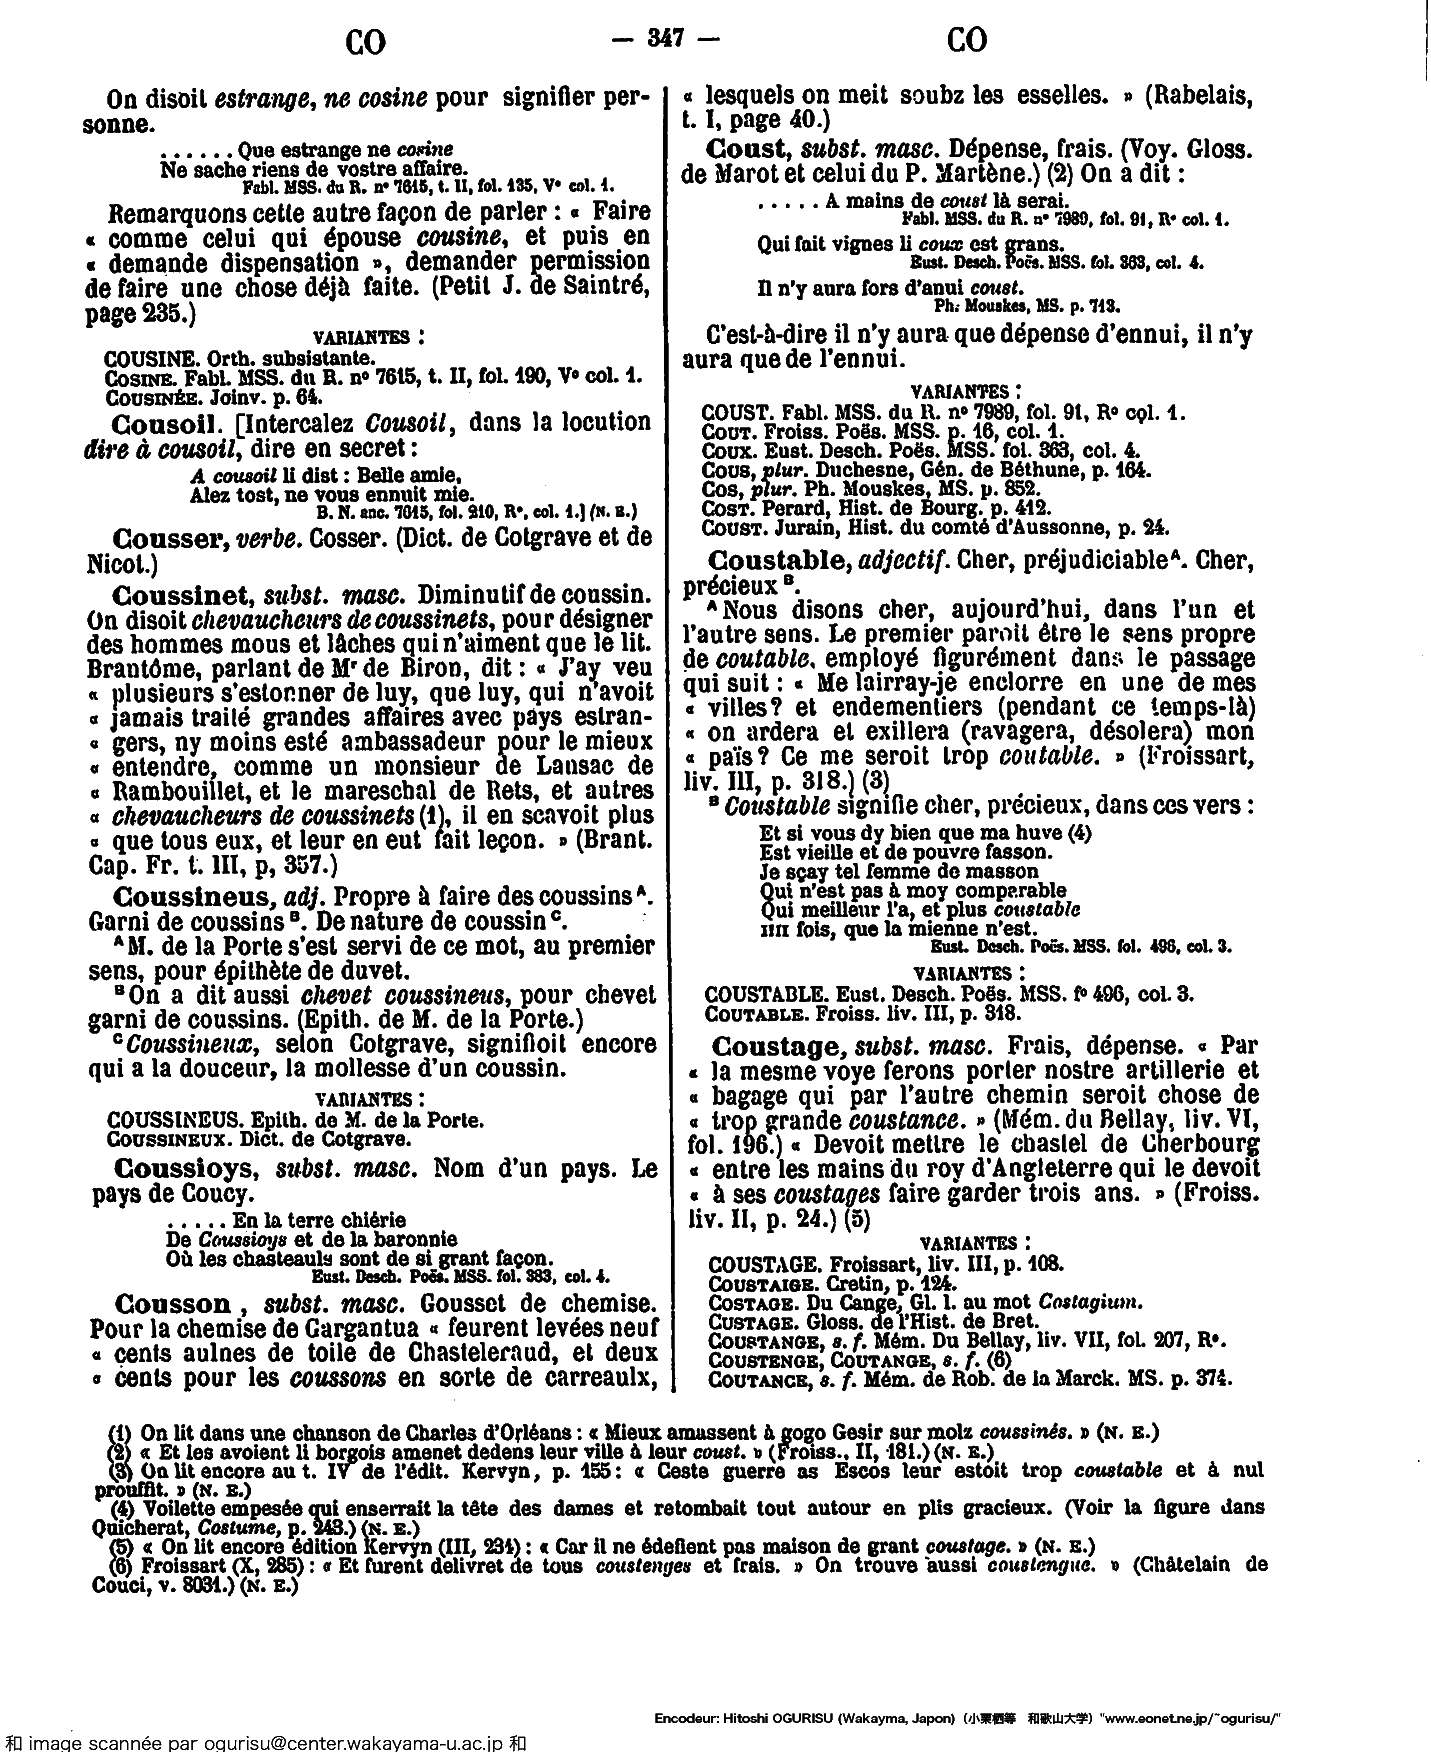 CO
— 347 —
CO
On disoit estrange, ne cosine pour signifier per-
sonne.
. . . . . . Que estrange ne cosine
Ne sache riens de vostre affaire.
Fabl. MSS. du R. nº 7615, t. II, fol. 135, Vº col. 1.
Remarquons cette autre façon de parler : « Faire
« comme celui qui épouse cousine, et puis en
« demande dispensation », demander permission
de faire une chose déjà faite. (Petit J. de Saintré,
page 235.)
VARIANTES :
COUSINE. Orth. subsistante.
COSINE. Fabl. MSS. du R. nº 7615, t. II, fol. 190, Vº col. 1.
COUSINÉE. Joinv. p. 64.
Cousoil. [Intercalez Cousoil, dans la locution
dire à cousoil, dire en secret :
A cousoil li dist : Belle amie,
Alez tost, ne vous ennuit mie.
B. N. anc. 7615, fol. 210, Rº, col. 1.] (N. E.)
Cousser, verbe. Cosser. (Dict. de Cotgrave et de
Nicot.)
Coussinet, subst. masc. Diminutif de coussin.
On disoit chevaucheurs de coussinets, pour désigner
des hommes mous et lâches qui n'aiment que le lit.
Brantôme, parlant de Mr de Biron, dit : « J'ay veu
« plusieurs s'estonner de luy, que luy, qui n'avoit
« jamais traité grandes affaires avec pays estran-
« gers, ny moins esté ambassadeur pour le mieux
« entendre, comme un monsieur de Lansac de
« Rambouillet, et le mareschal de Rets, et autres
« chevaucheurs de coussinets (1), il en scavoit plus
« que tous eux, et leur en eut fait leçon. » (Brant.
Cap. Fr. t. III, p, 357.)
Coussineus, adj. Propre à faire des coussins A.
Garni de coussins B. De nature de coussin C.
A M. de la Porte s'est servi de ce mot, au premier
sens, pour épithète de duvet.
B On a dit aussi chevet coussineus, pour chevet
garni de coussins. (Epith. de M. de la Porte.)
C Coussineux, selon Cotgrave, signifioit encore
qui a la douceur, la mollesse d'un coussin.
VARIANTES :
COUSSINEUS. Epith. de M. de la Porte.
COUSSINEUX. Dict. de Cotgrave.
Coussioys, subst. masc. Nom d'un pays. Le
pays de Coucy.
. . . . . En la terre chiérie
De Coussioys et de la baronnie
Où les chasteauls sont de si grant façon.
Eust. Desch. Poës. MSS. fol. 383, col. 4.
Cousson , subst. masc. Gousset de chemise.
Pour la chemise de Gargantua « feurent levées neuf
« cents aulnes de toile de Chasteleraud, et deux
« cents pour les coussons en sorte de carreaulx,
« lesquels on meit soubz les esselles. » (Rabelais,
t. I, page 40.)
Coust, subst. masc. Dépense, frais. (Voy. Gloss.
de Marot et celui du P. Martène.) (2) On a dit :
. . . . . A mains de coust là serai.
Fabl. MSS. du R. nº 7989, fol. 91, Rº col. 1.
Qui fait vignes li coux est grans.
Eust. Desch. Poës. MSS. fol. 363, col. 4.
Il n'y aura fors d'anui coust.
Ph. Mouskes, MS. p. 713.
C'est-à-dire il n'y aura que dépense d'ennui, il n'y
aura que de l'ennui.
VARIANTES :
COUST. Fabl. MSS. du R. nº 7989, fol. 91, Rº col. 1.
COUT. Froiss. Poës. MSS. p. 16, col. 1.
COUX. Eust. Desch. Poës. MSS. fol. 363, col. 4.
COUS, plur. Duchesne, Gén. de Béthune, p. 164.
COS, plur. Ph. Mouskes, MS. p. 852.
COST. Perard, Hist. de Bourg. p. 412.
COUST. Jurain, Hist. du comté d'Aussonne, p. 24.
Coustable, adjectif. Cher, préjudiciable A. Cher,
précieux B.
A Nous disons cher, aujourd'hui, dans l'un et
l'autre sens. Le premier paroit être le sens propre
de coutable, employé figurément dans le passage
qui suit : « Me lairray-je enclorre en une de mes
« villes? et endementiers (pendant ce temps-là)
« on ardera et exillera (ravagera, désolera) mon
« païs? Ce me seroit trop coutable. » (Froissart,
liv. III, p. 318.) (3)
B Coustable signifie cher, précieux, dans ces vers :
Et si vous dy bien que ma huve (4)
Est vieille et de pouvre fasson.
Je sçay tel femme de masson
Qui n'est pas à moy comparable
Qui meilleur l'a, et plus coustable
IIII fois, que la mienne n'est.
Eust. Desch. Poës. MSS. fol. 496, col. 3.
VARIANTES :
COUSTABLE. Eust. Desch. Poës. MSS. fº 496, col. 3.
COUTABLE. Froiss. liv. III, p. 318.
Coustage, subst. masc. Frais, dépense. « Par
« la mesme voye ferons porter nostre artillerie et
« bagage qui par l'autre chemin seroit chose de
« trop grande coustance. » (Mém. du Bellay, liv. VI,
fol. 196.) « Devoit mettre le chastel de Cherbourg
« entre les mains du roy d'Angleterre qui le devoit
« à ses coustages faire garder trois ans. » (Froiss.
liv. II, p. 24.) (5)
VARIANTES :
COUSTAGE. Froissart, liv. III, p. 108.
COUSTAIGE. Cretin, p. 124.
COSTAGE. Du Cange, Gl. l. au mot Costagium.
CUSTAGE. Gloss. de l'Hist. de Bret.
COUSTANGE, s. f. Mém. Du Bellay, liv. VII, fol. 207, Rº.
COUSTENGE, COUTANGE, s. f. (6)
COUTANCE, s. f. Mém. de Rob. de la Marck. MS. p. 374.
(1) On lit dans une chanson de Charles d'Orléans : « Mieux amassent à gogo Gesir sur molz coussinés. » (N. E.)
(2) « Et les avoient li borgois amenet dedens leur ville à leur coust. » (Froiss., II, 181.) (N. E.)
(3) On lit encore au t. IV de l'édit. Kervyn, p. 155 : « Ceste guerre as Escos leur estoit trop coustable et à nul
prouffit. » (N. E.)
(4) Voilette empesée qui enserrait la tête des dames et retombait tout autour en plis gracieux. (Voir la figure dans
Quicherat, Costume, p. 243.) (N. E.)
(5) « On lit encore édition Kervyn (III, 231) : « Car il ne édefient pas maison de grant coustage. » (N. E.)
(6) Froissart (X, 285) : « Et furent delivret de tous coustenges et frais. » On trouve aussi coustengue. » (Châtelain de
Couci, v. 8031.) (N. E.)
Encodeur: Hitoshi OGURISU (Wakayma, Japon) (小栗栖等 和歌山大学) "www.eonet.ne.jp/~ogurisu/"
和 image scannée par ogurisu@center.wakayama-u.ac.jp 和